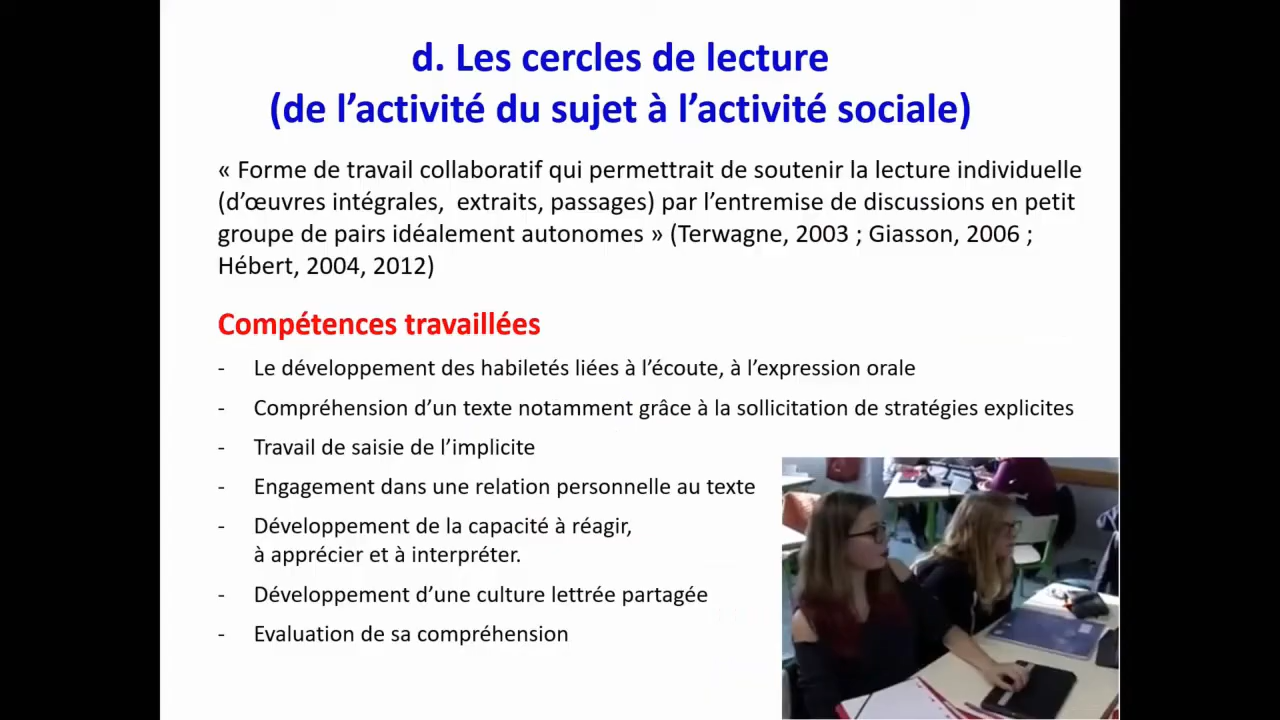 d. Les cercles de lecture
(de l’activité du sujet à l’activité sociale)
« Forme de travail collaboratif qui permettrait de soutenir la lecture individuelle
(d’œuvres intégrales,  extraits, passages) par l’entremise de discussions en petit
groupe de pairs idéalement autonomes » (Terwagne, 2003 ; Giasson, 2006 ;
Hébert, 2004, 2012)
Compétences travaillées
- Le développement des habiletés liées à l’écoute, à l’expression orale
- Compréhension d’un texte notamment grâce à la sollicitation de stratégies explicites
- Travail de saisie de l’implicite
- Engagement dans une relation personnelle au texte
- Développement de la capacité à réagir,
à apprécier et à interpréter.
- Développement d’une culture lettrée partagée
- Evaluation de sa compréhension